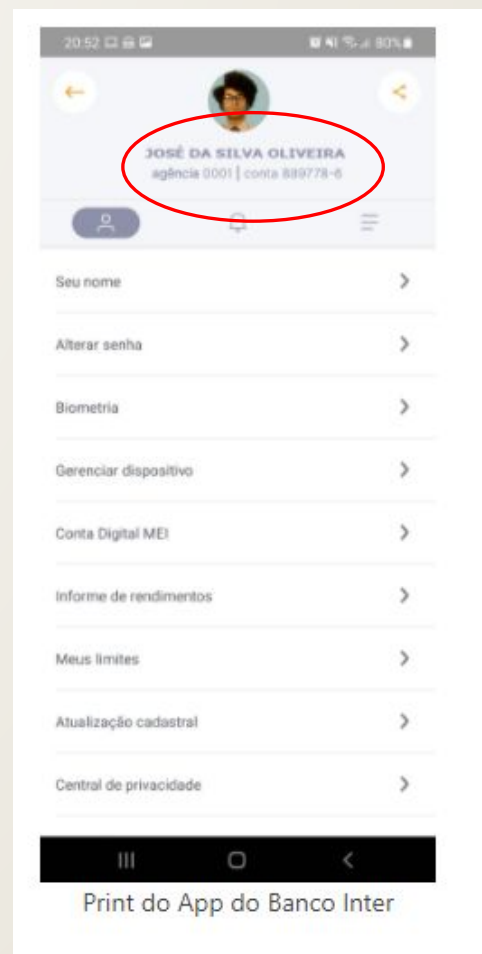 20:52 80%
JOSÉ DA SILVA OLIVEIRA
agência 0001 | conta 889778-6
Seu nome
Alterar senha
Biometria
Gerenciar dispositivo
Conta Digital MEI
Informe de rendimentos
Meus limites
Atualização cadastral
Central de privacidade
Print do App do Banco Inter